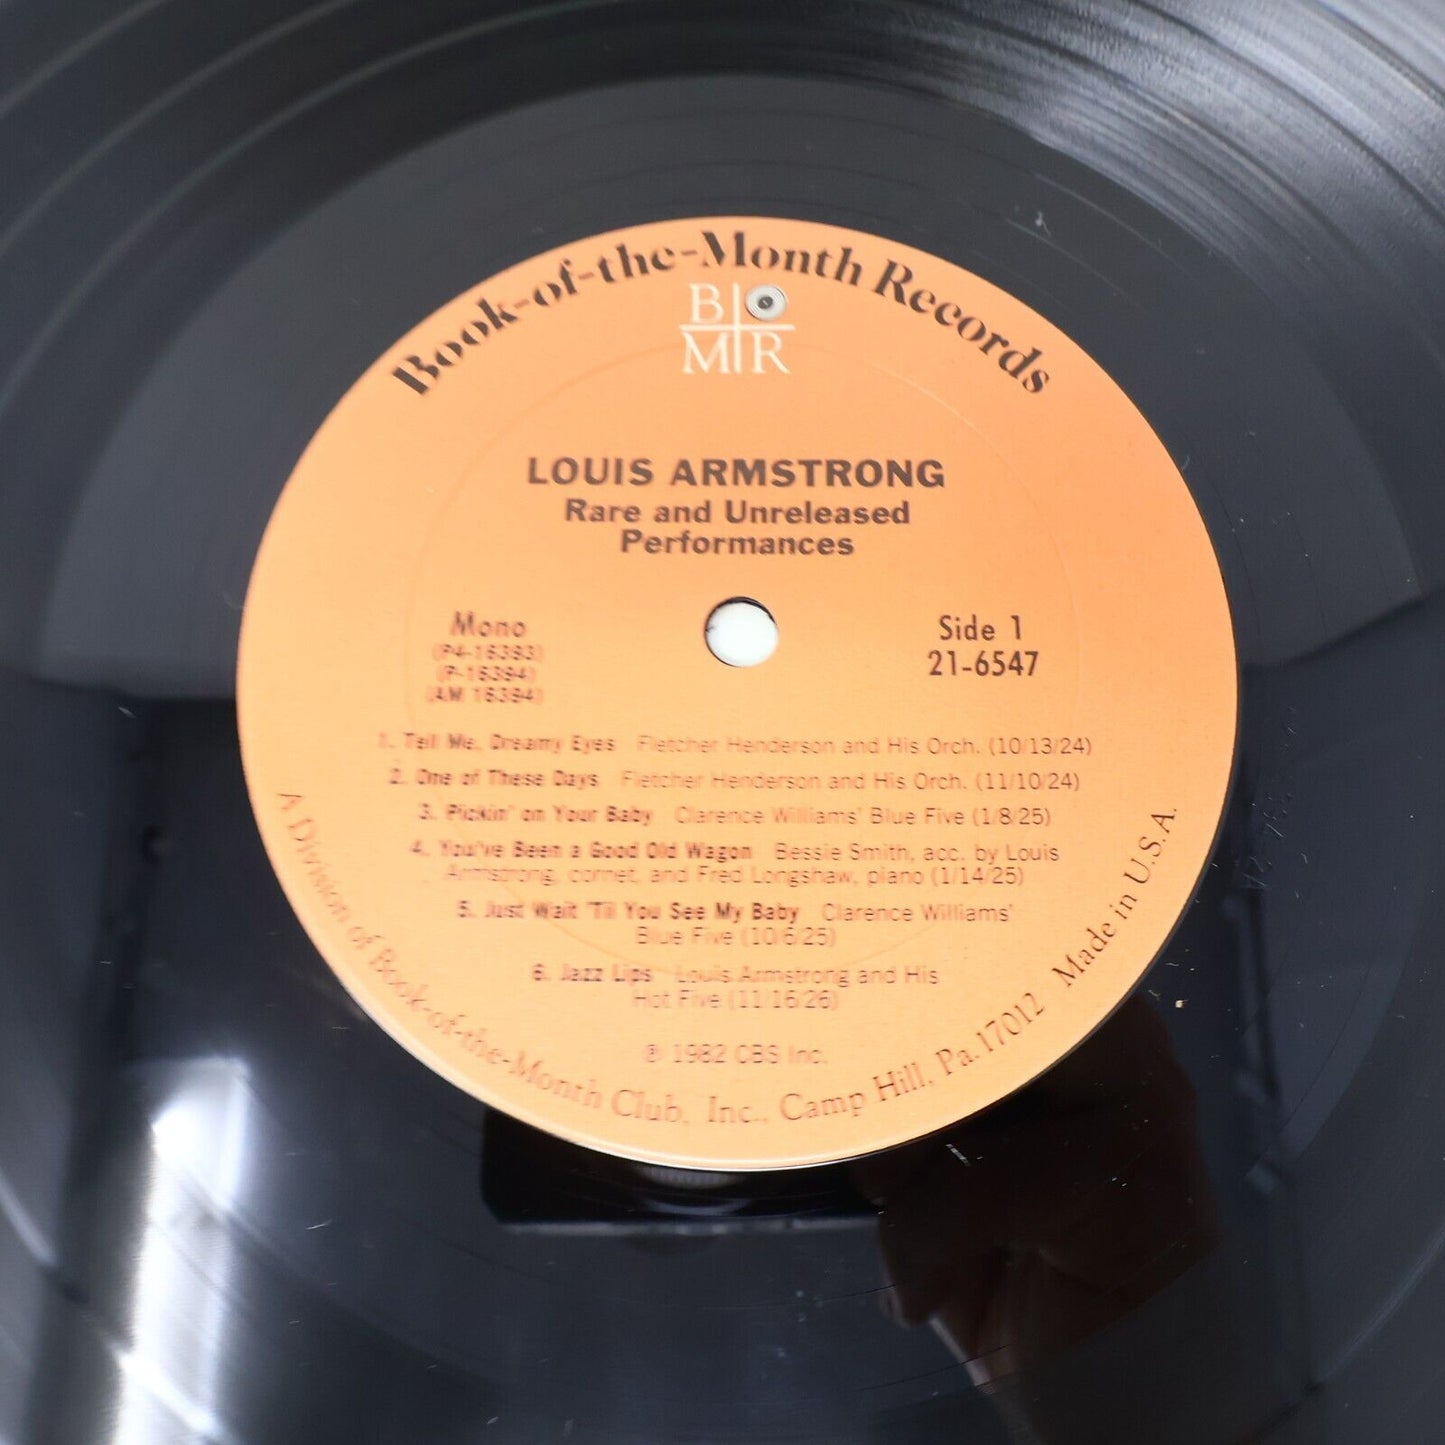 Book-of-the-Month Records
B O
M R
LOUIS ARMSTRONG
Rare and Unreleased
Performances
Mono
(P4-16393)
(P-16394)
(AM 16394)
Side 1
21-6547
1. Tell Me, Dreamy Eyes Fletcher Henderson and His Orch. (10/13/24)
2. One of These Days Fletcher Henderson and His Orch. (11/10/24)
3. Pickin' on Your Baby Clarence Williams' Blue Five (1/8/25)
4. You've Been a Good Old Wagon Bessie Smith, acc. by Louis
Armstrong, cornet, and Fred Longshaw, piano (1/14/25)
5. Just Wait 'Til You See My Baby Clarence Williams'
Blue Five (10/6/25)
6. Jazz Lips Louis Armstrong and His
Hot Five (11/16/26)
℗ 1982 CBS Inc.
A Division of Book-of-the-Month Club, Inc., Camp Hill, Pa. 17012 Made in U.S.A.